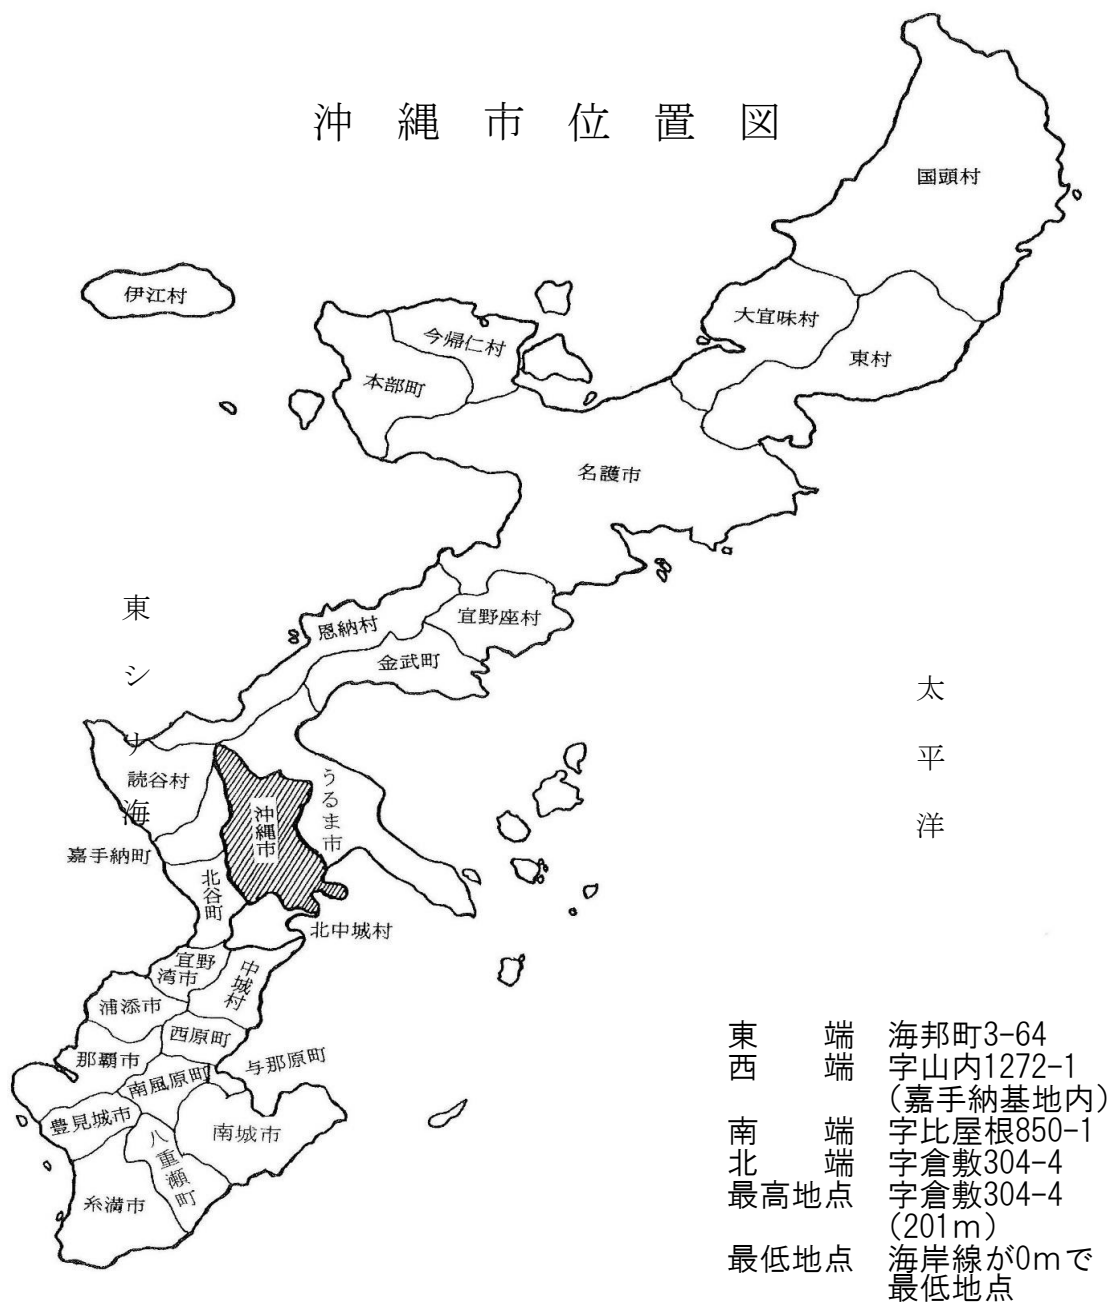 沖縄市位置図
国頭村
伊江村
大宜味村
今帰仁村
東村
本部町
名護市
東シナ海
恩納村
宜野座村
金武町
太平洋
読谷村
うるま市
沖縄市
嘉手納町
北谷町
北中城村
宜野湾市
中城村
浦添市
西原町
那覇市
与那原町
南風原町
豊見城市
南城市
八重瀬町
糸満市
東端 海邦町3-64
西端 字山内1272-1
(嘉手納基地内)
南端 字比屋根850-1
北端 字倉敷304-4
最高地点 字倉敷304-4
(201m)
最低地点 海岸線が0mで
最低地点